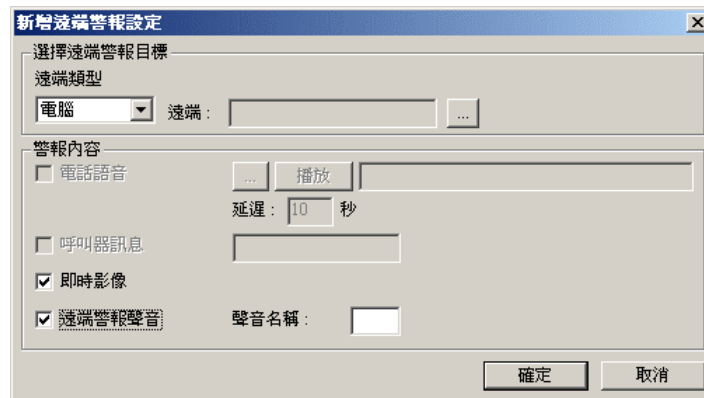 新增遠端警報設定
選擇遠端警報目標
遠端類型
電腦 遠端： ...
警報內容
電話語音 ... 播放
延遲： 10 秒
呼叫器訊息
即時影像
遠端警報聲音 聲音名稱：
確定 取消